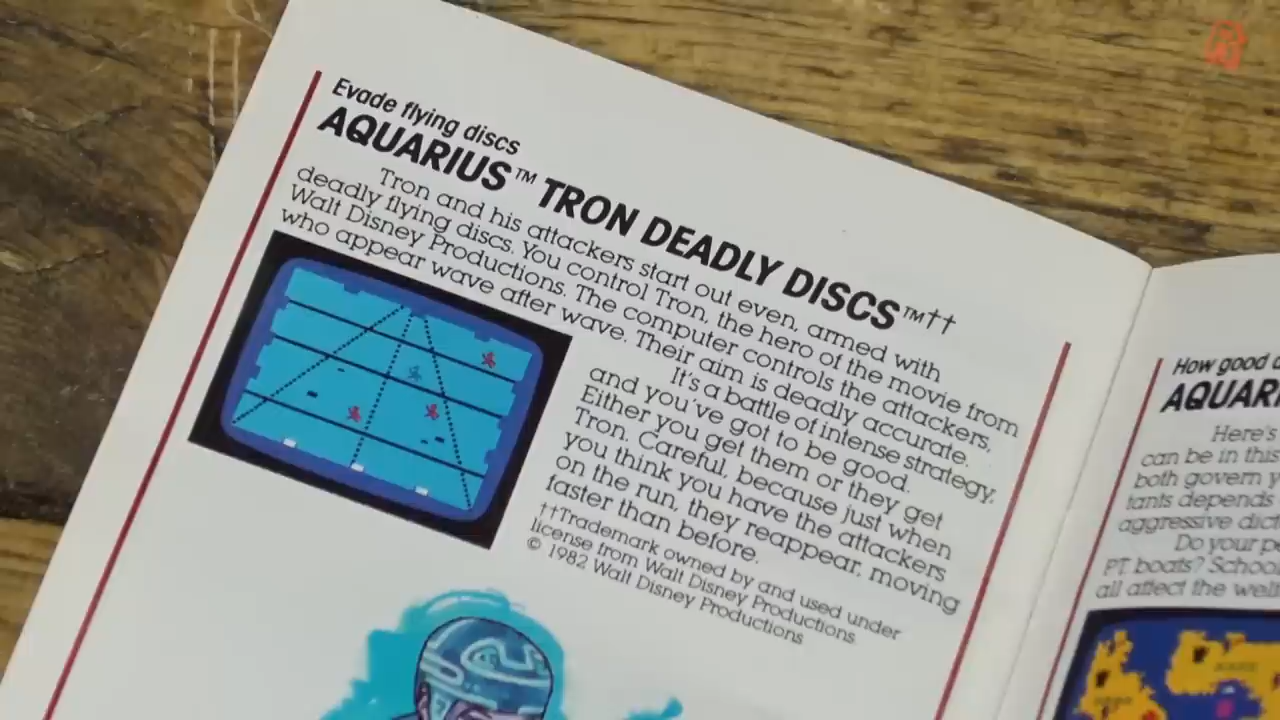 Evade flying discs
AQUARIUS™ TRON DEADLY DISCS™††
Tron and his attackers start out even, armed with
deadly flying discs. You control Tron, the hero of the movie from
Walt Disney Productions. The computer controls the attackers,
who appear wave after wave. Their aim is deadly accurate.
It's a battle of intense strategy,
and you've got to be good.
Either you get them or they get
Tron. Careful, because just when
you think you have the attackers
on the run, they reappear, moving
faster than before.
††Trademark owned by and used under
license from Walt Disney Productions
© 1982 Walt Disney Productions
How good
AQUAR
Here's
can be in this
both govern y
tants depends
aggressive dict
Do your pe
PT boats? School
all affect the welf